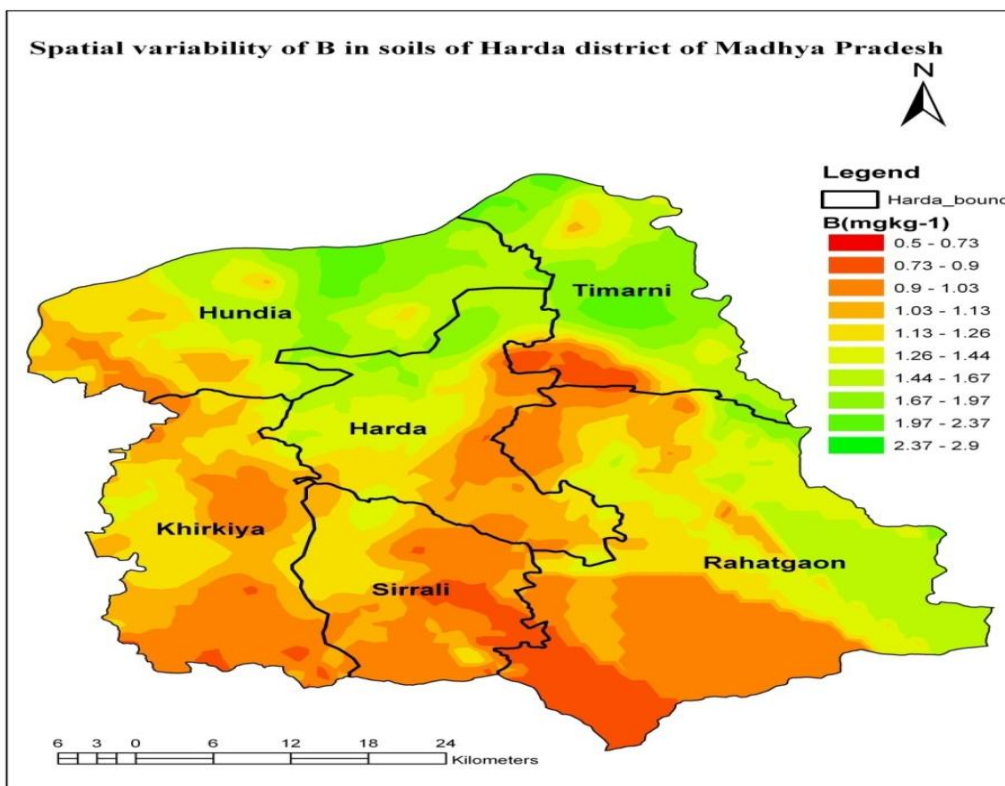 Spatial variability of B in soils of Harda district of Madhya Pradesh
N
Legend
Harda_bound
B(mgkg-1)
0.5 - 0.73
0.73 - 0.9
0.9 - 1.03
1.03 - 1.13
1.13 - 1.26
1.26 - 1.44
1.44 - 1.67
1.67 - 1.97
1.97 - 2.37
2.37 - 2.9
Timarni
Hundia
Harda
Khirkiya
Rahatgaon
Sirrali
6 3 0 6 12 18 24
Kilometers